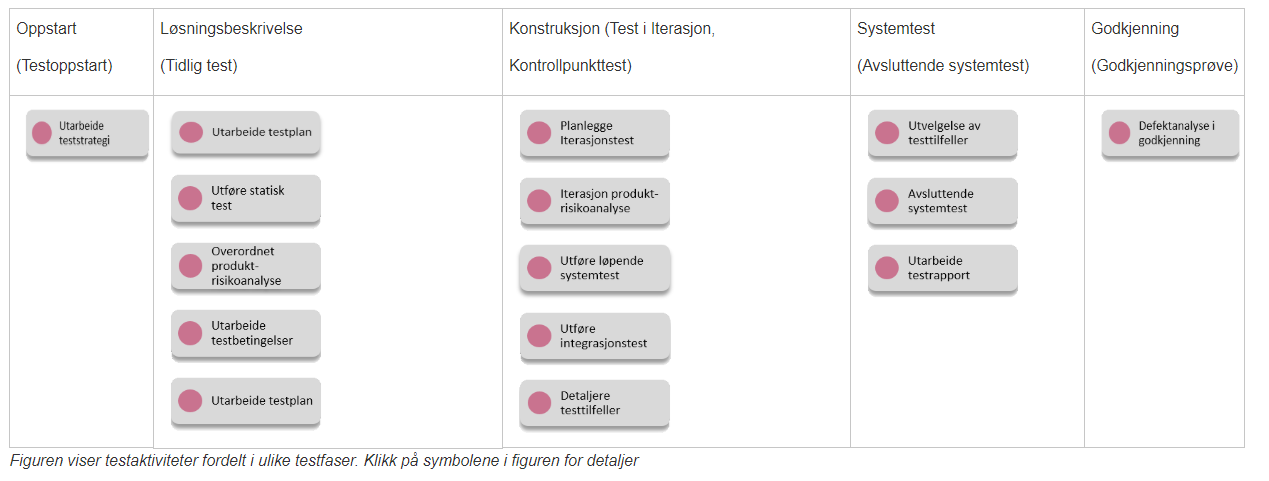 Oppstart
(Testoppstart)
Løsningsbeskrivelse
(Tidlig test)
Konstruksjon (Test i Iterasjon,
Kontrollpunkttest)
Systemtest
(Avsluttende systemtest)
Godkjenning
(Godkjenningsprøve)
Utarbeide
teststrategi
Utarbeide testplan
Utføre statisk
test
Overordnet
produkt-
risikoanalyse
Utarbeide
testbetingelser
Utarbeide testplan
Planlegge
Iterasjonstest
Iterasjon produkt-
risikoanalyse
Utføre løpende
systemtest
Utføre
integrasjonstest
Detaljere
testtilfeller
Utvelgelse av
testtilfeller
Avsluttende
systemtest
Utarbeide
testrapport
Defektanalyse i
godkjenning
Figuren viser testaktiviteter fordelt i ulike testfaser. Klikk på symbolene i figuren for detaljer